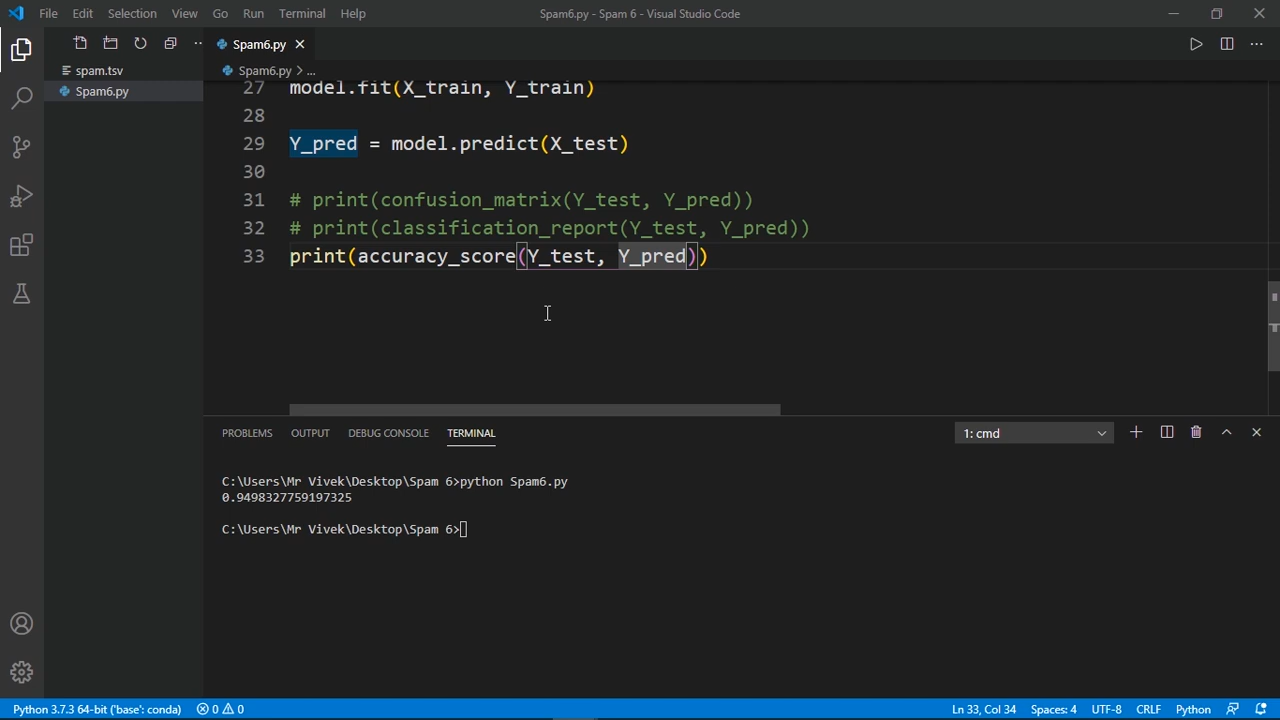 File Edit Selection View Go Run Terminal Help
Spam6.py - Spam 6 - Visual Studio Code
spam.tsv
Spam6.py
Spam6.py
Spam6.py > ...
27 model.fit(X_train, Y_train)
28
29 Y_pred = model.predict(X_test)
30
31 # print(confusion_matrix(Y_test, Y_pred))
32 # print(classification_report(Y_test, Y_pred))
33 print(accuracy_score(Y_test, Y_pred))
PROBLEMS OUTPUT DEBUG CONSOLE TERMINAL
1: cmd
C:\Users\Mr Vivek\Desktop\Spam 6>python Spam6.py
0.9498327759197325
C:\Users\Mr Vivek\Desktop\Spam 6>
Python 3.7.3 64-bit ('base': conda) 0 0 Ln 33, Col 34 Spaces: 4 UTF-8 CRLF Python